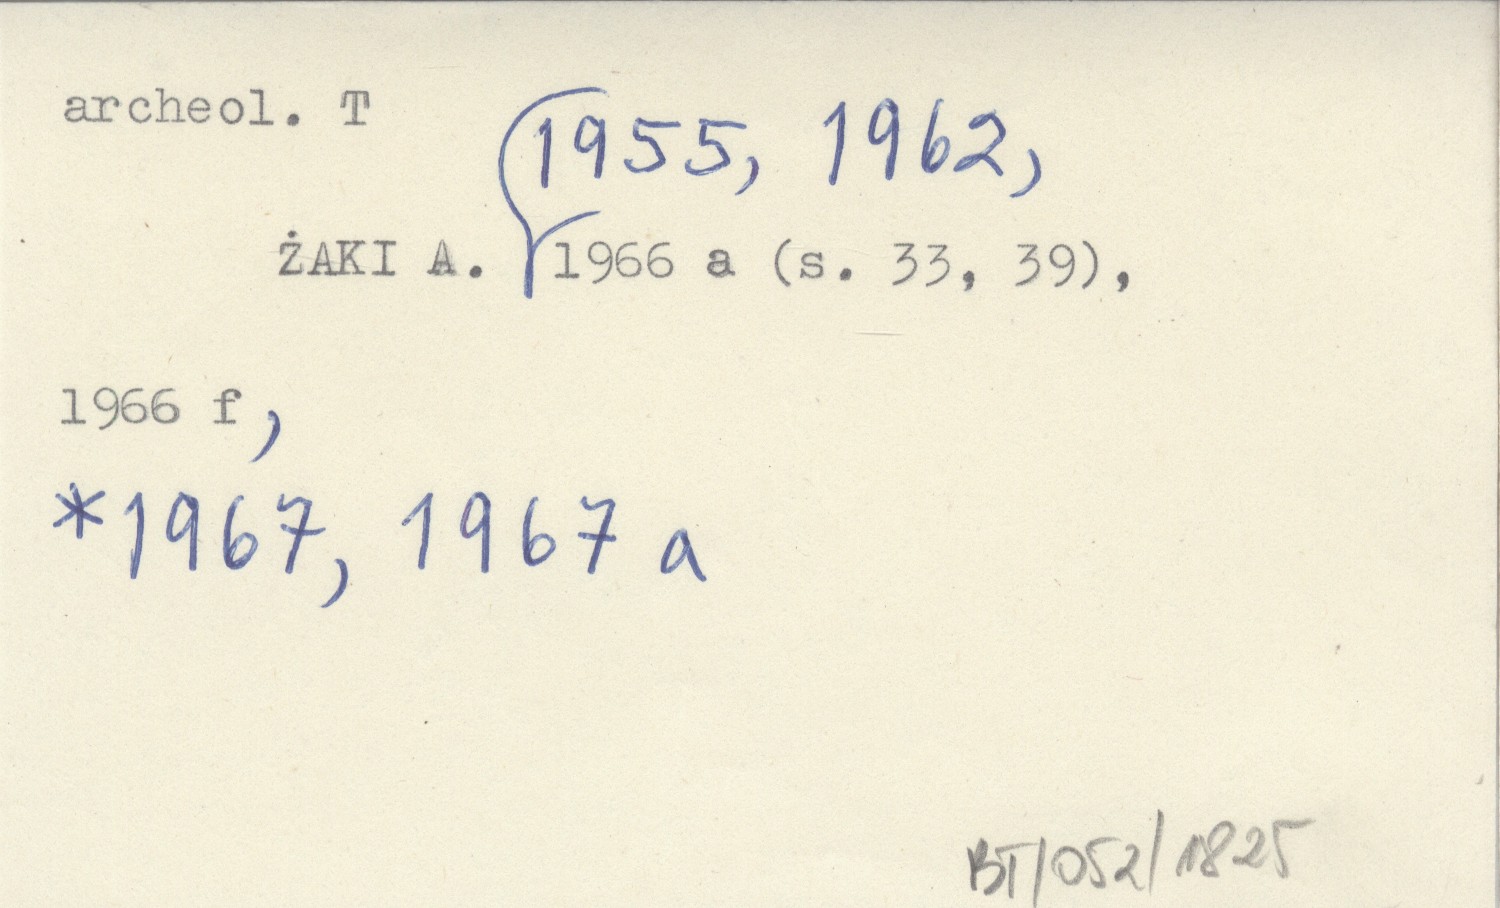 archeol. T
1955, 1962,
ŻAKI A. 1966 a (s. 33, 39),
1966 f,
*1967, 1967 a
BT/052/1825